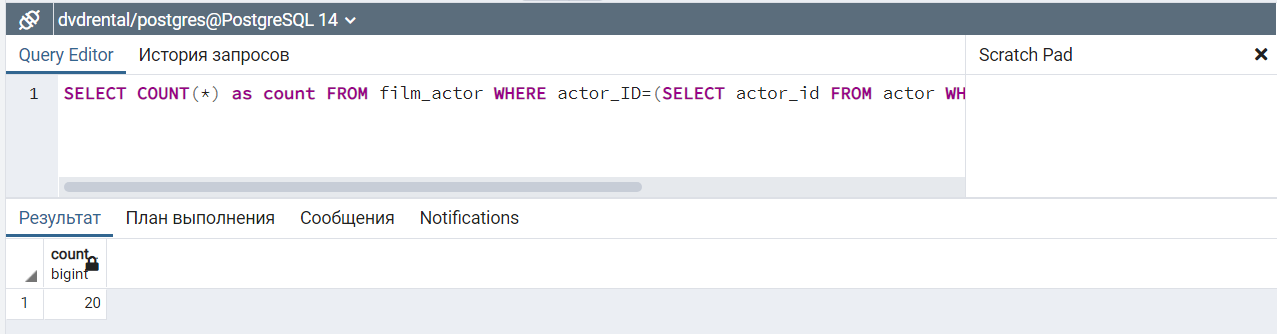 dvdrental/postgres@PostgreSQL 14
Query Editor История запросов Scratch Pad
1 SELECT COUNT(*) as count FROM film_actor WHERE actor_ID=(SELECT actor_id FROM actor WH
Результат План выполнения Сообщения Notifications
count
bigint
1 20